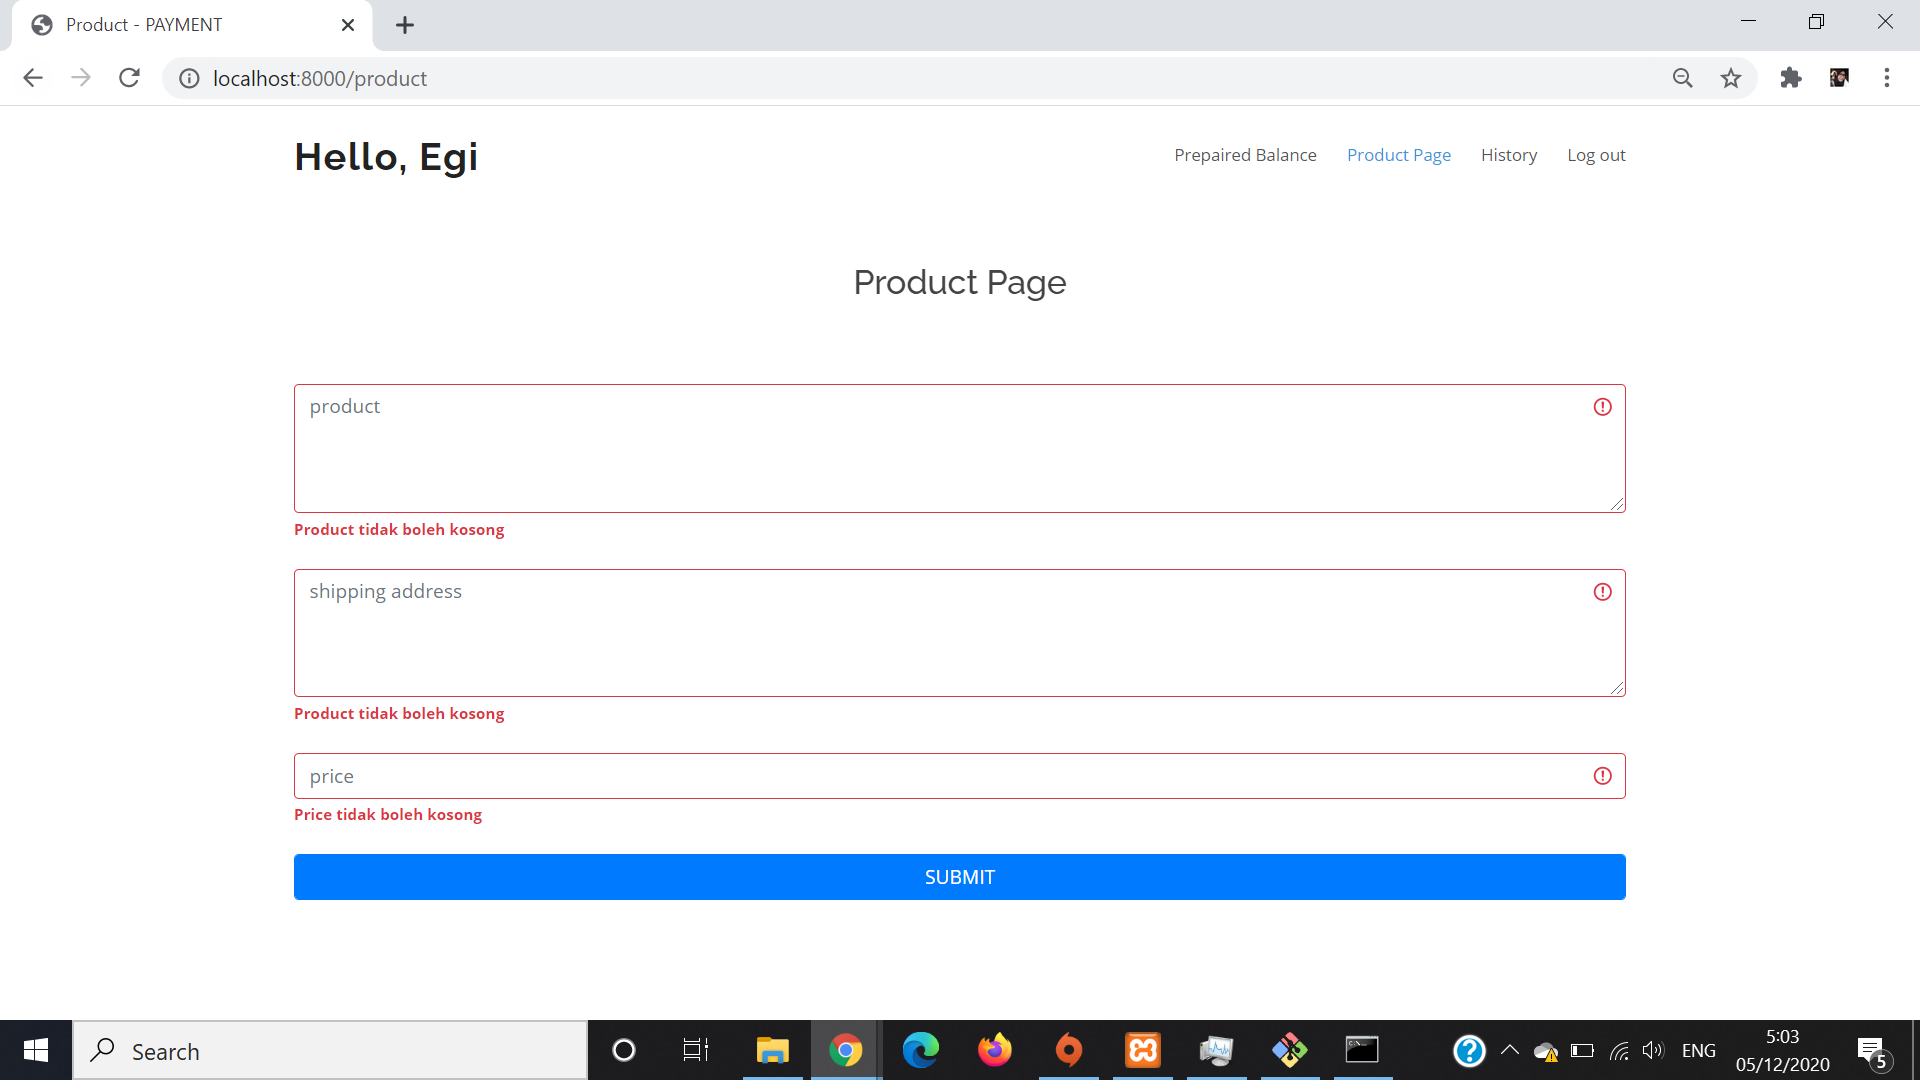 Product - PAYMENT
localhost:8000/product
Hello, Egi
Prepaired Balance
Product Page
History
Log out
Product Page
product
Product tidak boleh kosong
shipping address
Product tidak boleh kosong
price
Price tidak boleh kosong
SUBMIT
Search
ENG
5:03
05/12/2020
5